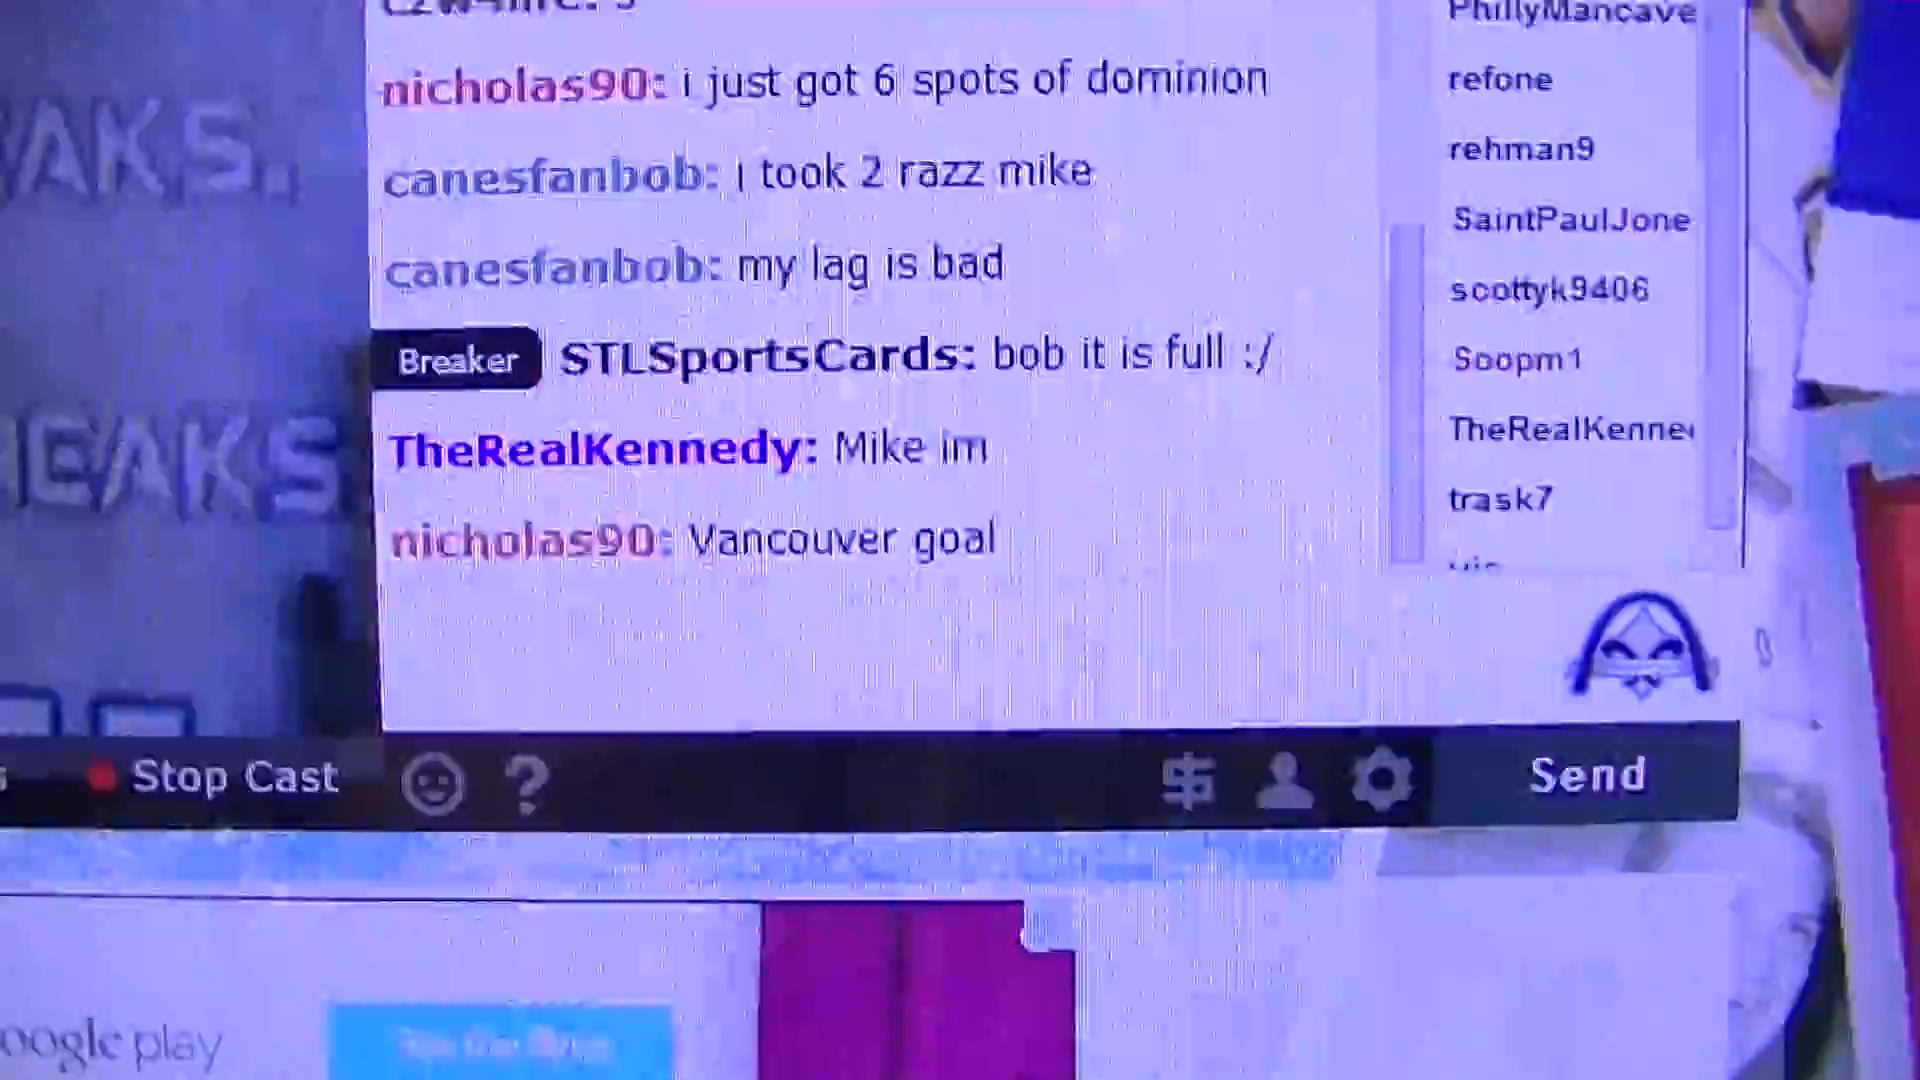 PhillyMancave
nicholas90: i just got 6 spots of dominion
refone
rehman9
AKS.
canesfanbob: i took 2 razz mike
SaintPaulJone
canesfanbob: my lag is bad
scottyk9406
Breaker STLSportsCards: bob it is full :/
Soopm1
TheRealKenne
TheRealKennedy: Mike im
EAKS
trask7
nicholas90: Vancouver goal
Stop Cast
? $ Send
oogle play